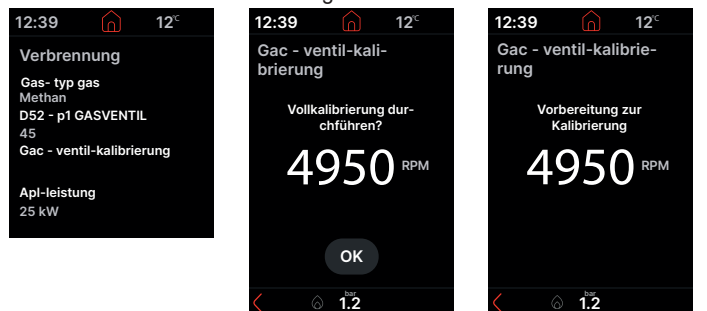 12:39 12°C
Verbrennung
Gas- typ gas
Methan
D52 - p1 GASVENTIL
45
Gac - ventil-kalibrierung
Apl-leistung
25 kW
12:39 12°C
Gac - ventil-kali-
brierung
Vollkalibrierung dur-
chführen?
4950 RPM
OK
bar
1.2
12:39 12°C
Gac - ventil-kalibrie-
rung
Vorbereitung zur
Kalibrierung
4950 RPM
bar
1.2